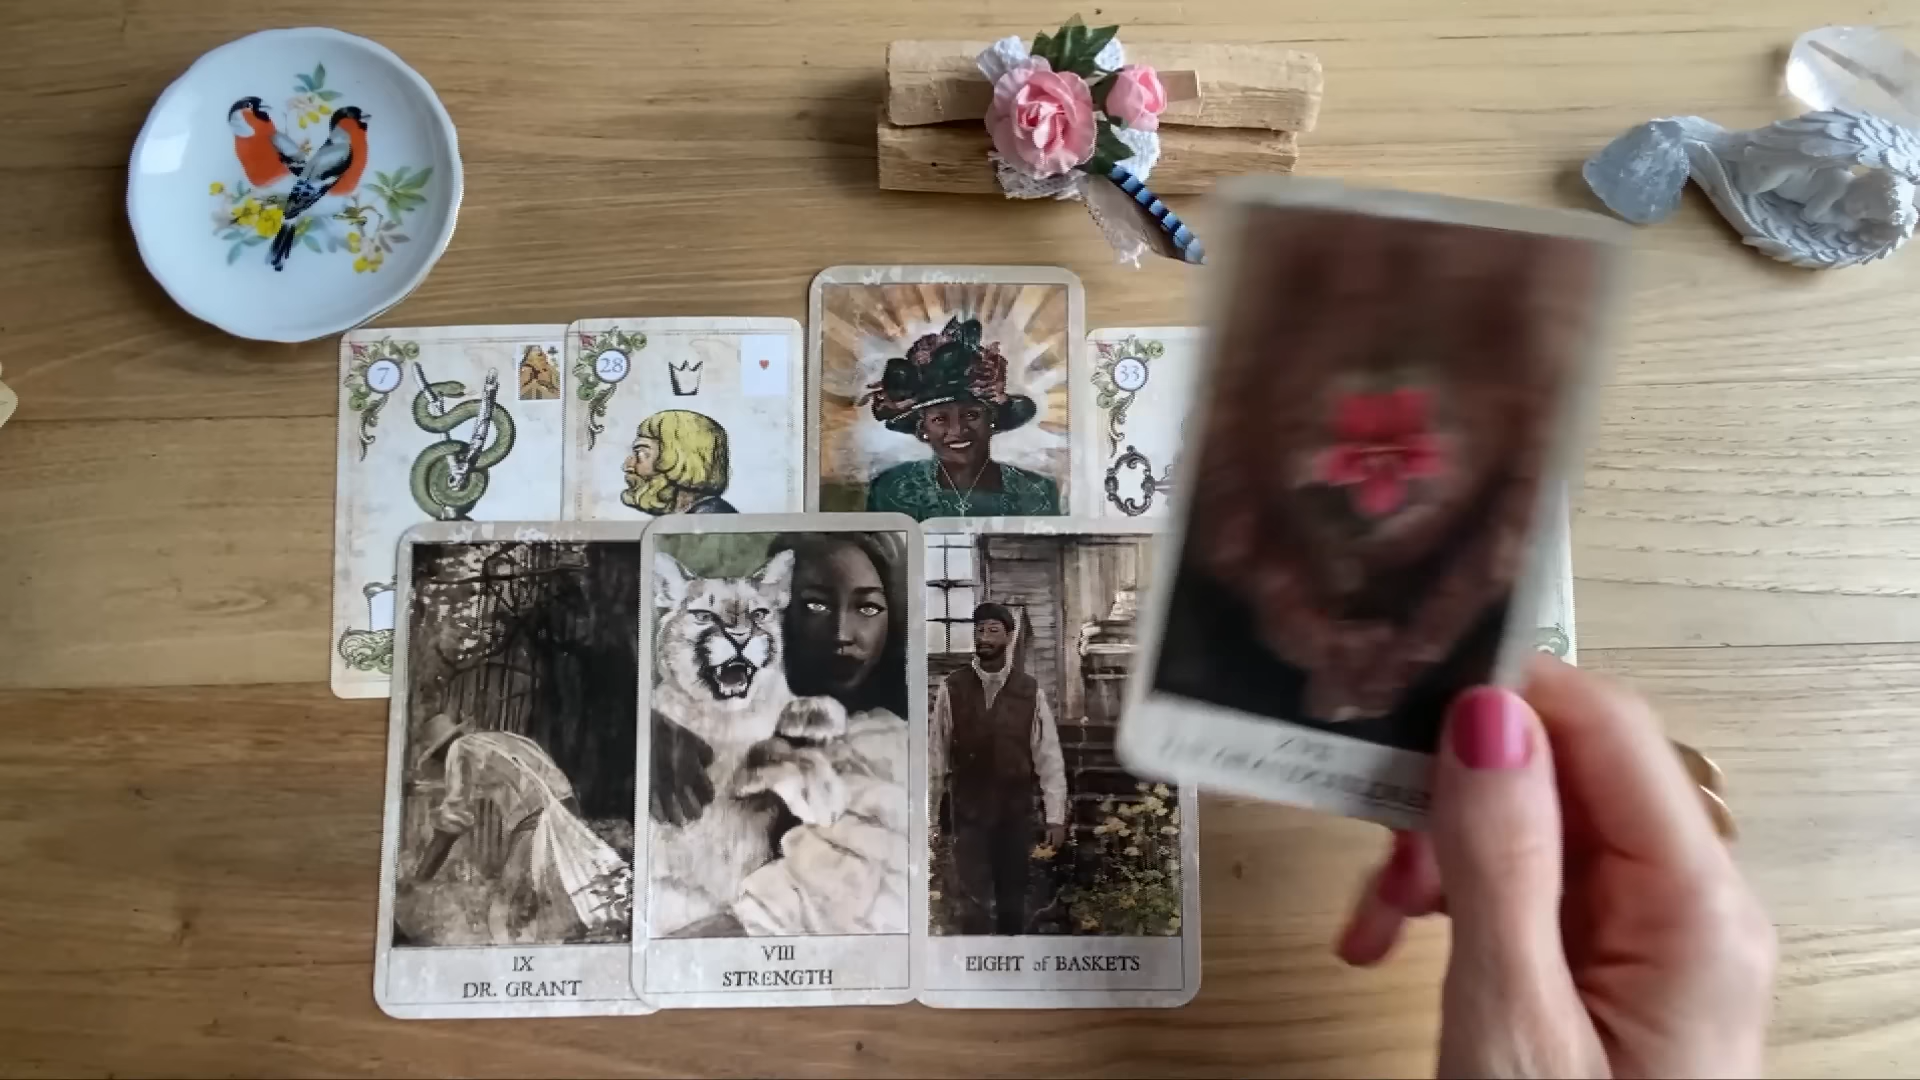 7
28
33
IX
DR. GRANT
VIII
STRENGTH
EIGHT of BASKETS